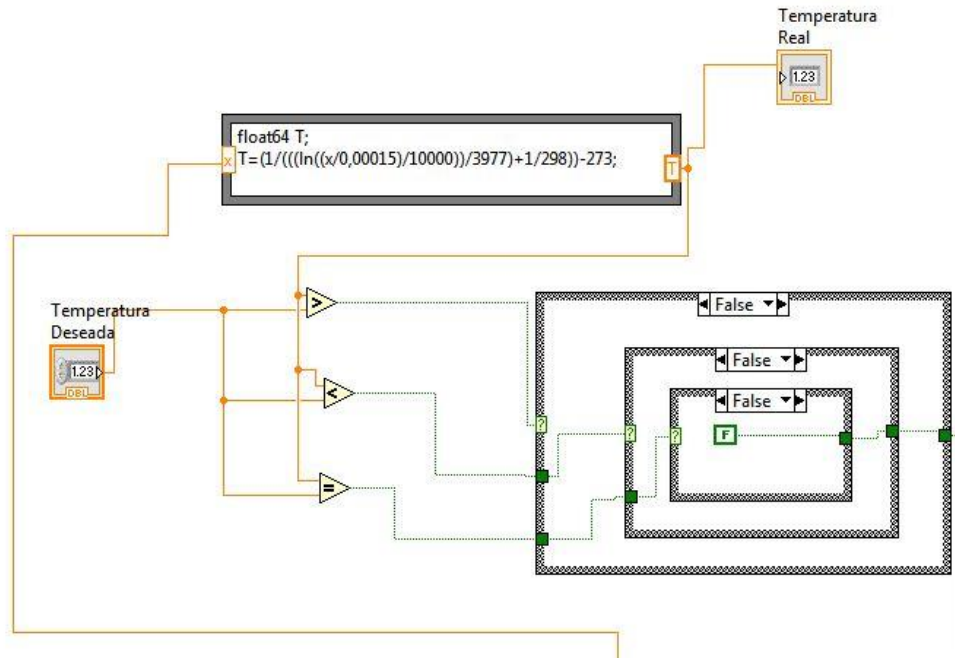 Temperatura
Real
1.23
DBL
float64 T;
x
T=(1/(((ln((x/0,00015)/10000))/3977)+1/298))-273;
T
Temperatura
Deseada
1.23
DBL
>
<
=
False
False
False
?
?
?
F